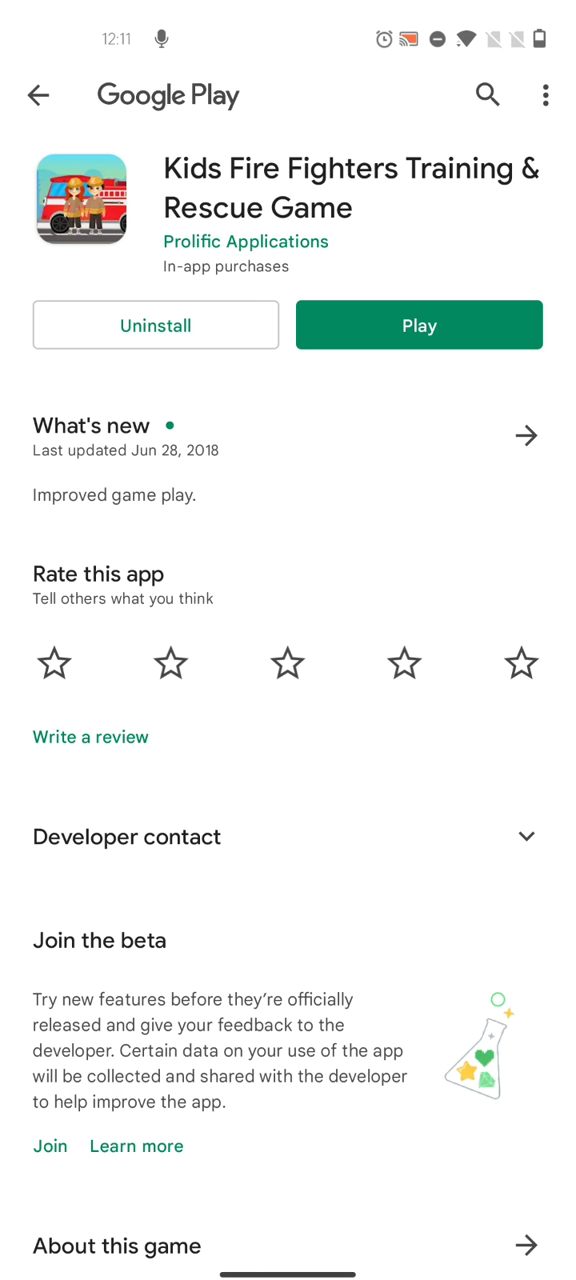 12:11
Google Play
Kids Fire Fighters Training &
Rescue Game
Prolific Applications
In-app purchases
Uninstall
Play
What's new
Last updated Jun 28, 2018
Improved game play.
Rate this app
Tell others what you think
Write a review
Developer contact
Join the beta
Try new features before they’re officially
released and give your feedback to the
developer. Certain data on your use of the app
will be collected and shared with the developer
to help improve the app.
Join
Learn more
About this game